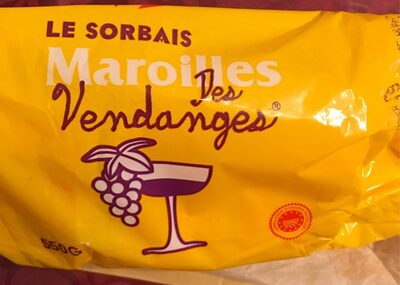 LE SORBAIS
Maroilles
Des
Vendanges®
550G